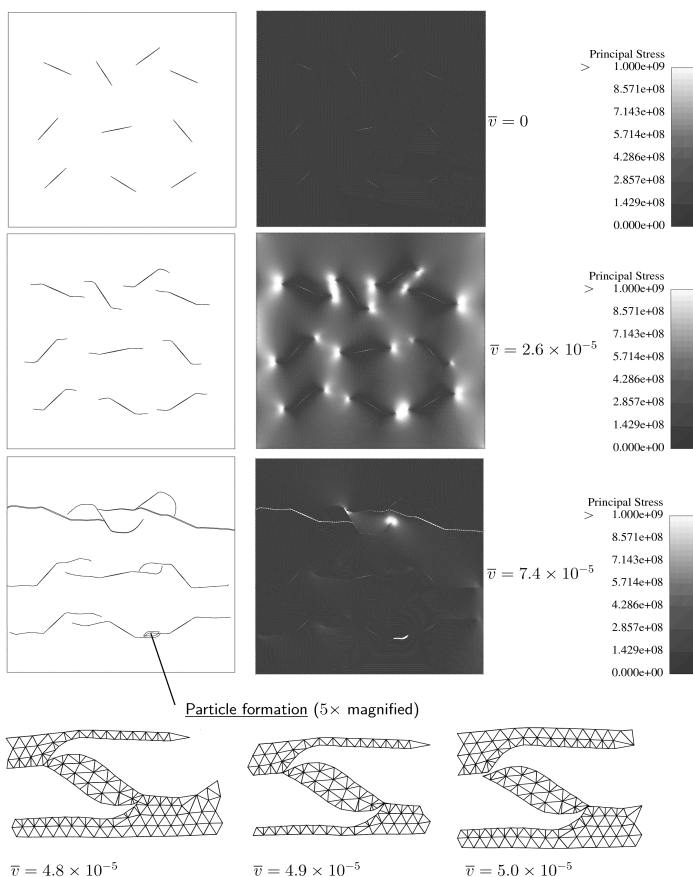 Principal Stress
> 1.000e+09
8.571e+08
7.143e+08
5.714e+08
4.286e+08
2.857e+08
1.429e+08
0.000e+00
v̅ = 0
Principal Stress
> 1.000e+09
8.571e+08
7.143e+08
5.714e+08
4.286e+08
2.857e+08
1.429e+08
0.000e+00
v̅ = 2.6 × 10⁻⁵
Principal Stress
> 1.000e+09
8.571e+08
7.143e+08
5.714e+08
4.286e+08
2.857e+08
1.429e+08
0.000e+00
v̅ = 7.4 × 10⁻⁵
Particle formation (5× magnified)
v̅ = 4.8 × 10⁻⁵
v̅ = 4.9 × 10⁻⁵
v̅ = 5.0 × 10⁻⁵